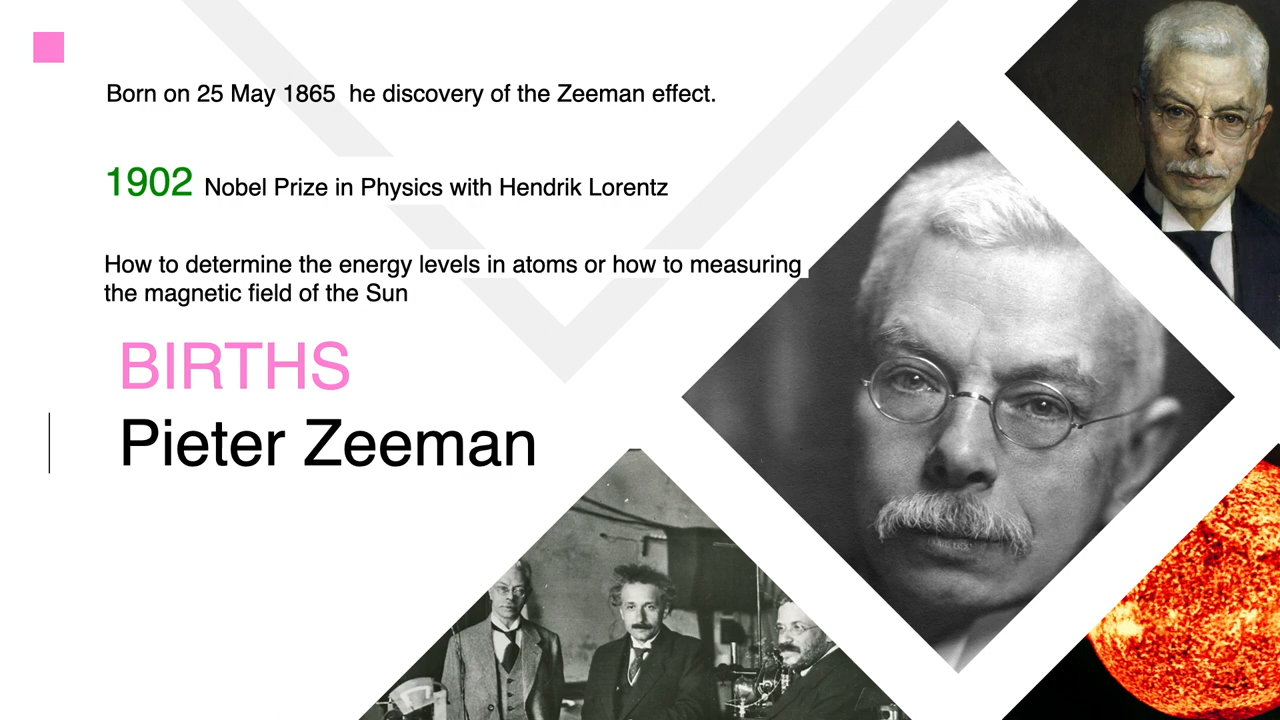 Born on 25 May 1865  he discovery of the Zeeman effect.
1902 Nobel Prize in Physics with Hendrik Lorentz
How to determine the energy levels in atoms or how to measuring
the magnetic field of the Sun
BIRTHS
Pieter Zeeman